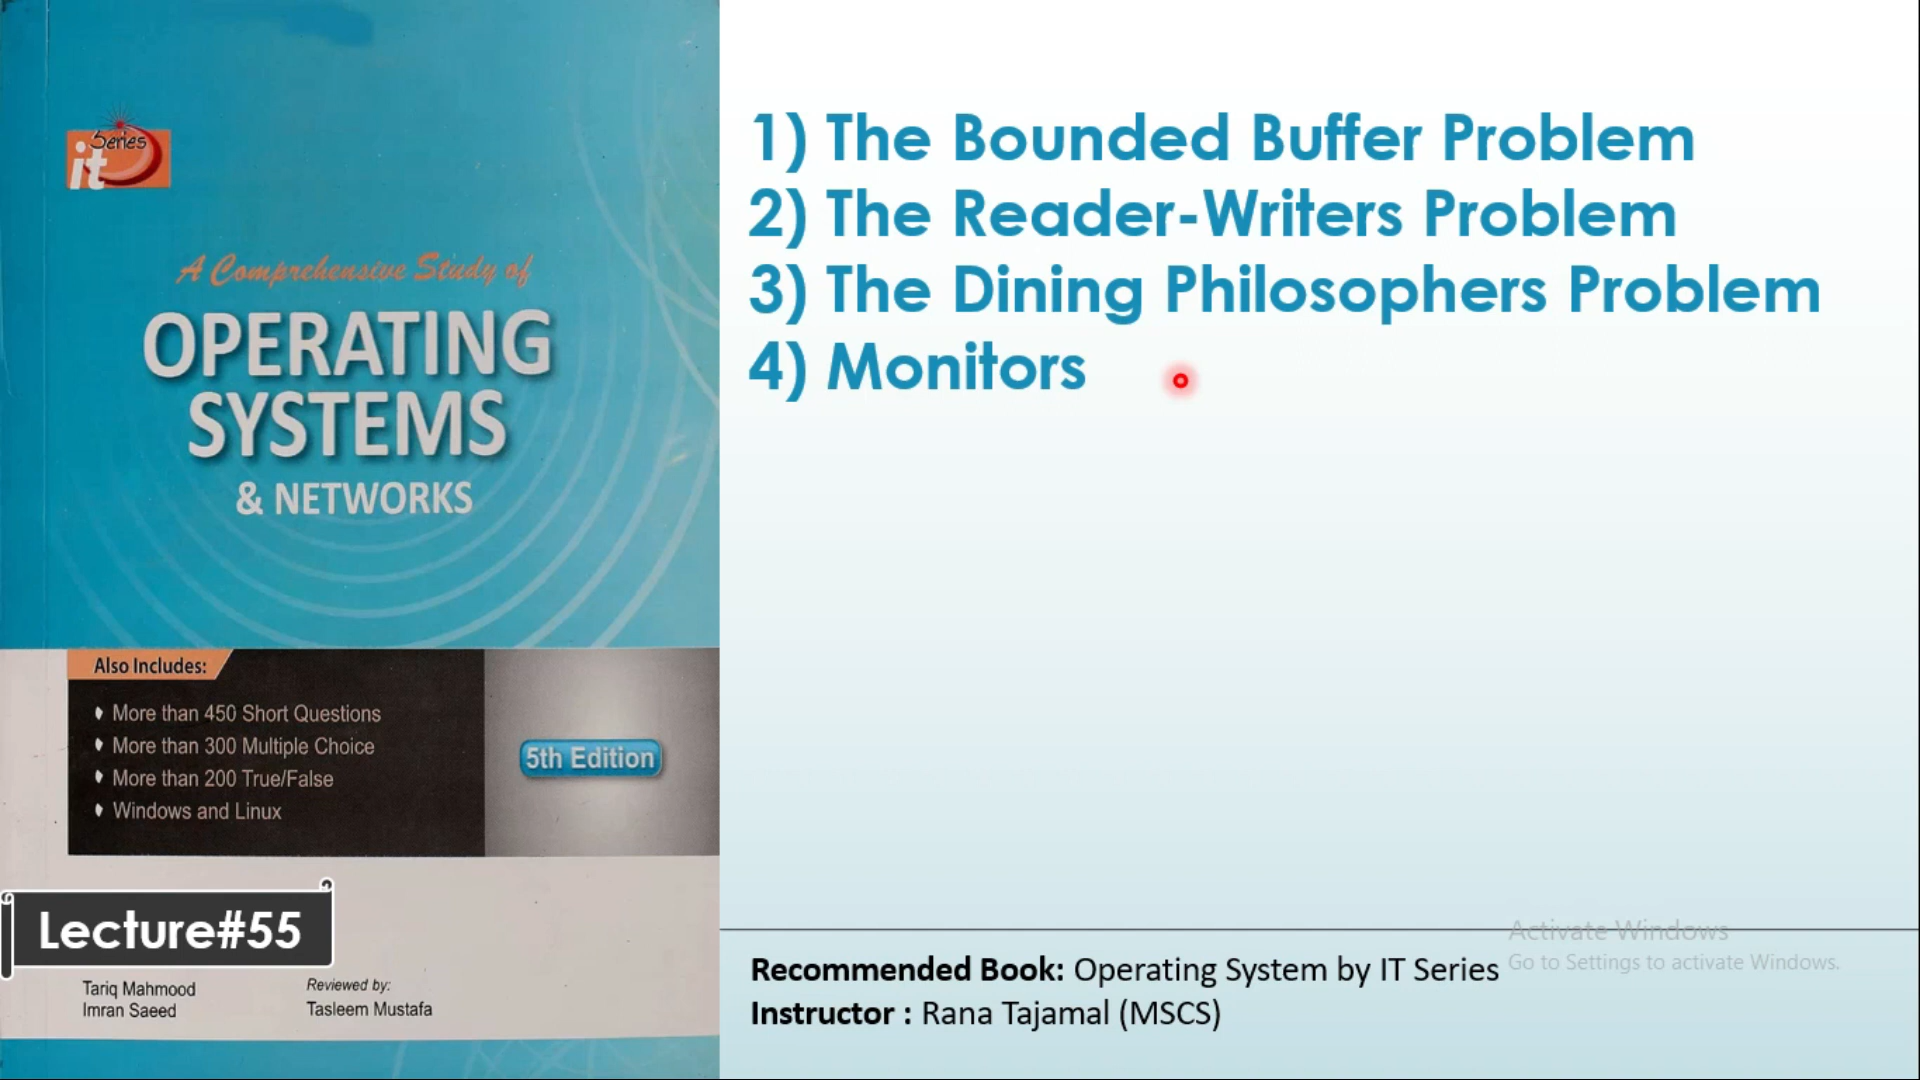 Series
it
A Comprehensive Study of
OPERATING
SYSTEMS
& NETWORKS
Also Includes:
More than 450 Short Questions
More than 300 Multiple Choice
More than 200 True/False
Windows and Linux
5th Edition
Lecture#55
Tariq Mahmood
Imran Saeed
Reviewed by:
Tasleem Mustafa
1) The Bounded Buffer Problem
2) The Reader-Writers Problem
3) The Dining Philosophers Problem
4) Monitors
Activate Windows
Go to Settings to activate Windows.
Recommended Book: Operating System by IT Series
Instructor : Rana Tajamal (MSCS)